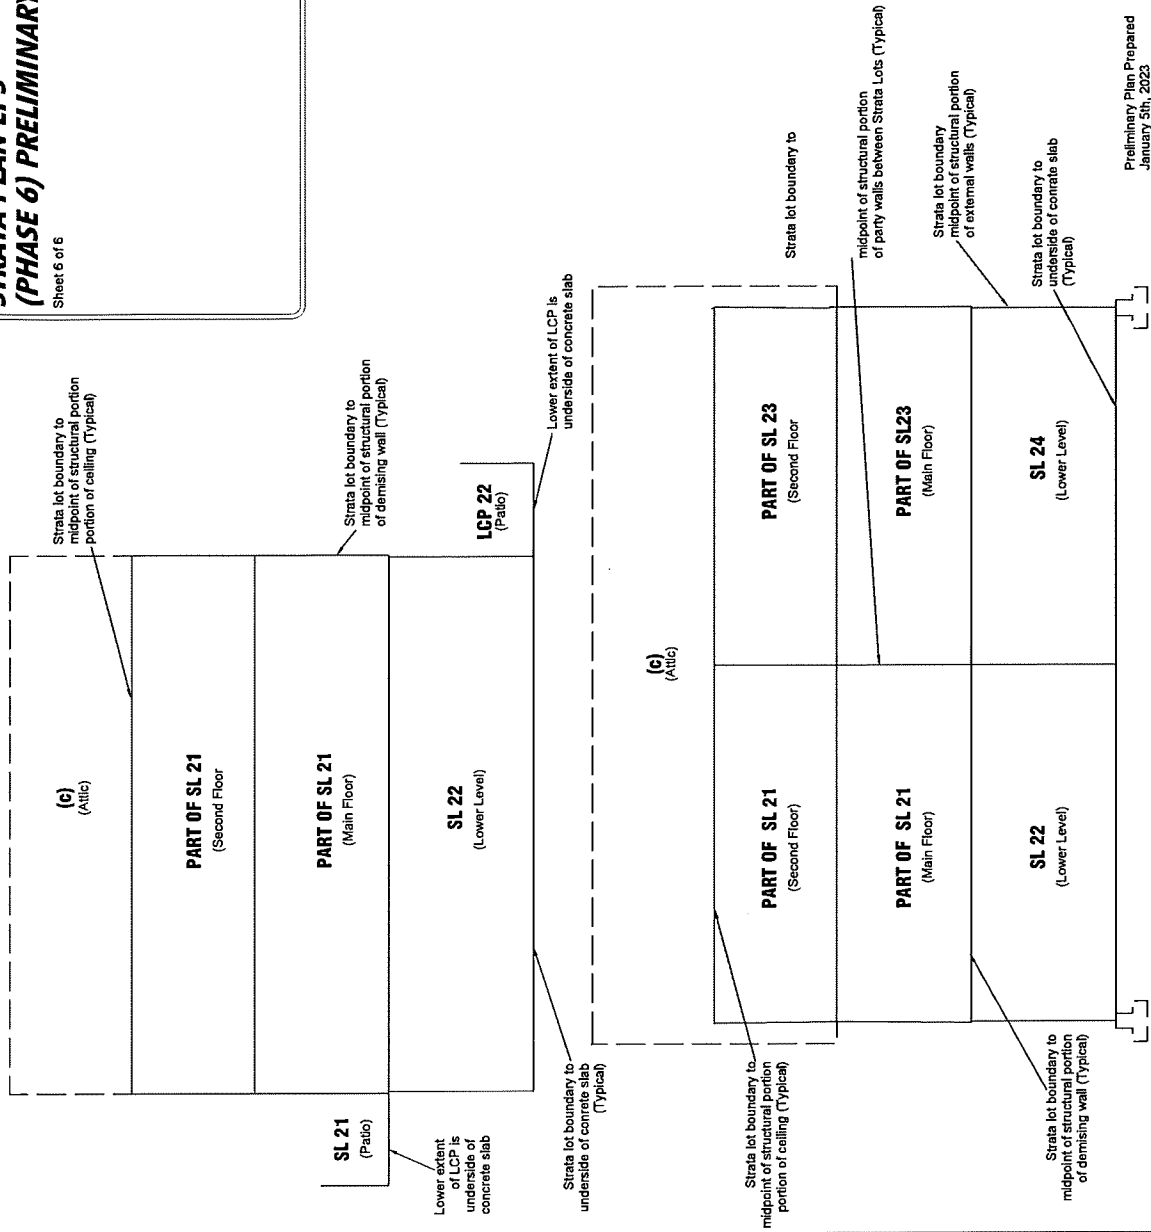 (PHASE 6) PRELIMINARY
Sheet 6 of 6
Strata lot boundary to
midpoint of structural portion
portion of ceiling (Typical)
(c)
(Attic)
PART OF SL 21
(Second Floor
PART OF SL 21
(Main Floor)
Strata lot boundary to
midpoint of structural portion
of demising wall (Typical)
SL 21
(Patio)
Lower extent
of LCP is
underside of
concrete slab
SL 22
(Lower Level)
LCP 22
(Patio)
Lower extent of LCP is
underside of concrete slab
Strata lot boundary to
underside of conrete slab
(Typical)
(c)
(Attic)
Strata lot boundary to
midpoint of structural portion
portion of ceiling (Typical)
PART OF SL 21
(Second Floor)
PART OF SL 23
(Second Floor
Strata lot boundary to
midpoint of structural portion
of party walls between Strata Lots (Typical)
PART OF SL 21
(Main Floor)
PART OF SL23
(Main Floor)
Strata lot boundary
midpoint of structural portion
of external walls (Typical)
Strata lot boundary to
midpoint of structural portion
of demising wall (Typical)
SL 22
(Lower Level)
SL 24
(Lower Level)
Strata lot boundary to
underside of conrate slab
(Typical)
Preliminary Plan Prepared
January 5th, 2023